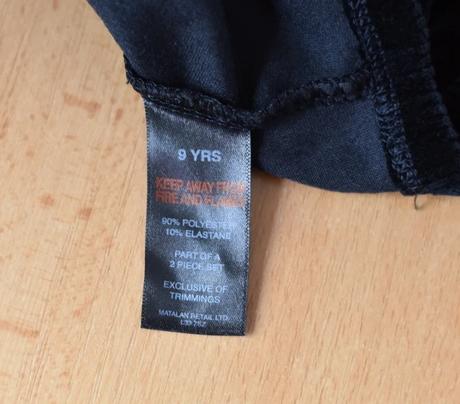 9 YRS
KEEP AWAY FROM
FIRE AND FLAMES
90% POLYESTER
10% ELASTANE
PART OF A
2 PIECE SET
EXCLUSIVE OF
TRIMMINGS
MATALAN RETAIL LTD.